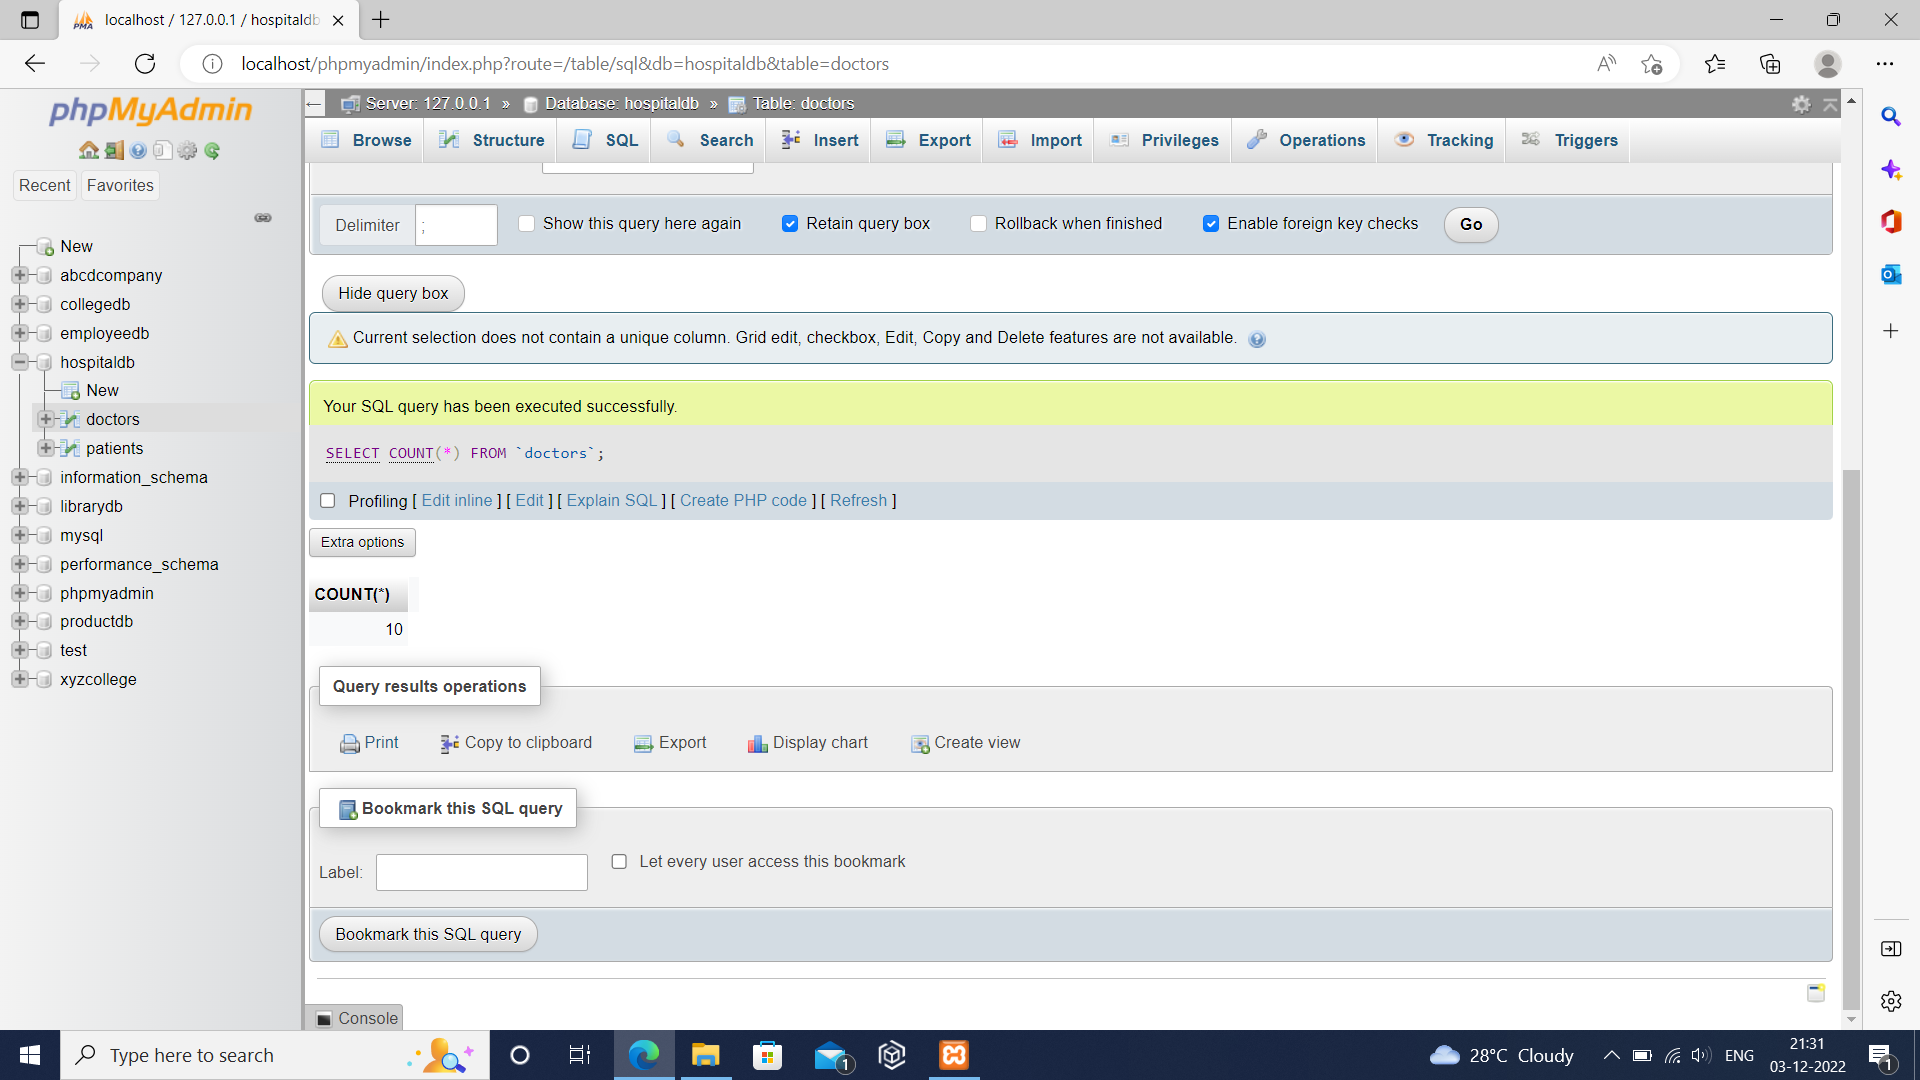 localhost / 127.0.0.1 / hospitaldb
localhost/phpmyadmin/index.php?route=/table/sql&db=hospitaldb&table=doctors
phpMyAdmin
Recent
Favorites
New
abcdcompany
collegedb
employeedb
hospitaldb
New
doctors
patients
information_schema
librarydb
mysql
performance_schema
phpmyadmin
productdb
test
xyzcollege
Server: 127.0.0.1 » Database: hospitaldb » Table: doctors
Browse Structure SQL Search Insert Export Import Privileges Operations Tracking Triggers
Delimiter ; Show this query here again Retain query box Rollback when finished Enable foreign key checks Go
Hide query box
Current selection does not contain a unique column. Grid edit, checkbox, Edit, Copy and Delete features are not available.
Your SQL query has been executed successfully.
SELECT COUNT(*) FROM `doctors`;
Profiling [ Edit inline ] [ Edit ] [ Explain SQL ] [ Create PHP code ] [ Refresh ]
Extra options
COUNT(*)
10
Query results operations
Print Copy to clipboard Export Display chart Create view
Bookmark this SQL query
Label: Let every user access this bookmark
Bookmark this SQL query
Console
Type here to search
1
28°C Cloudy
ENG
21:31
03-12-2022
1